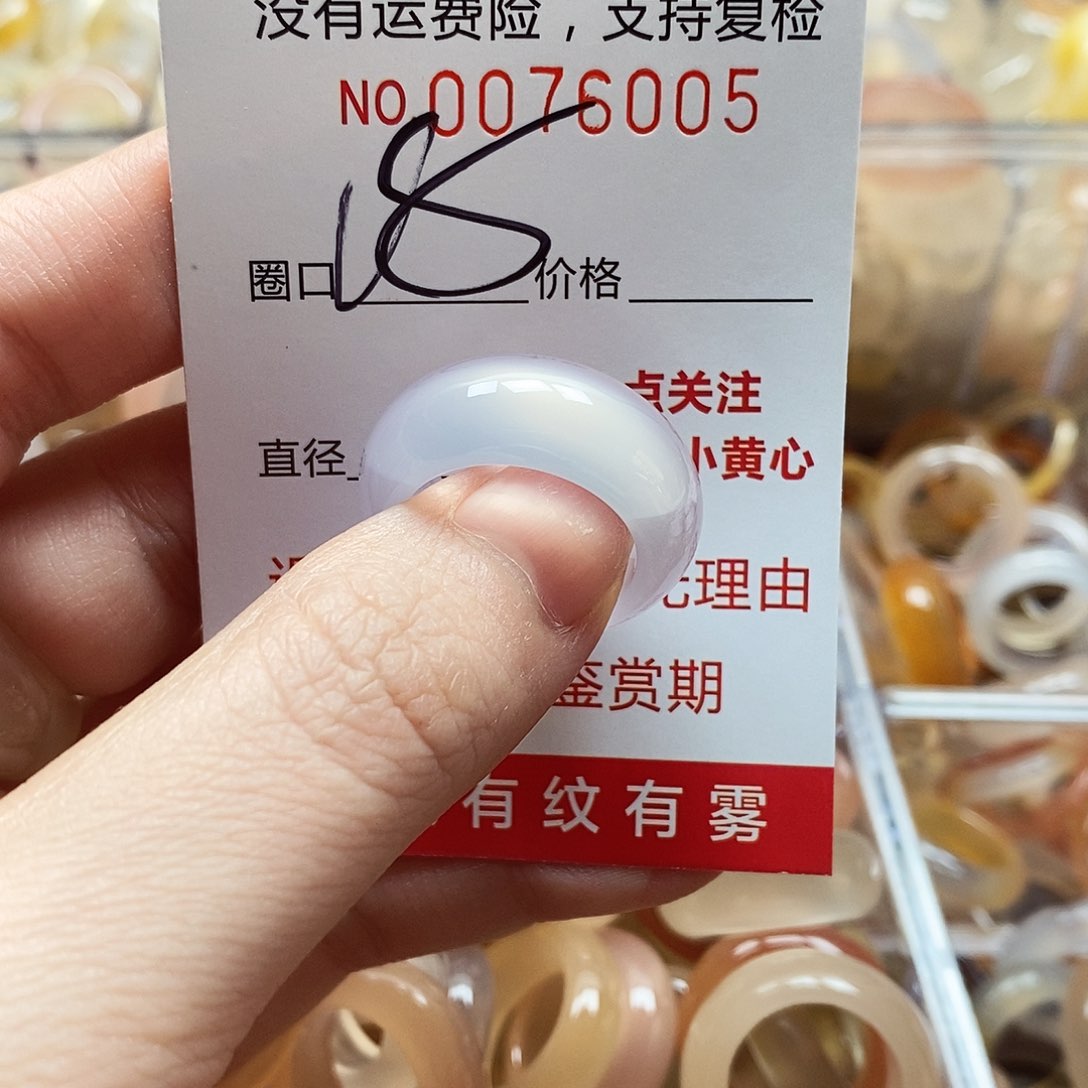 没有运费险，支持复检
NO 0076005
圈口 18 价格
点关注
直径 小黄心
理由
鉴赏期
有纹有雾